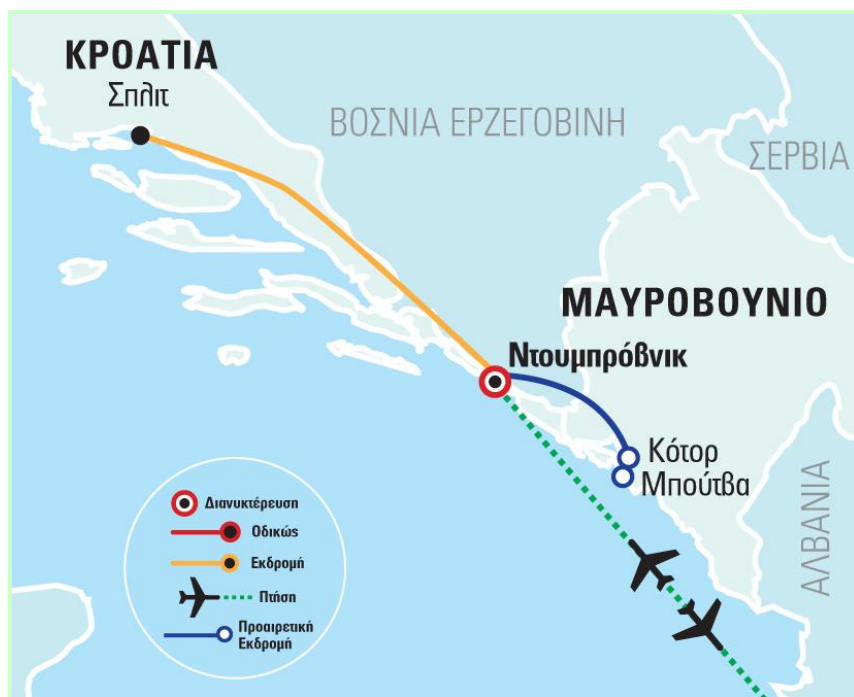 ΚΡΟΑΤΙΑ
Σπλιτ
ΒΟΣΝΙΑ ΕΡΖΕΓΟΒΙΝΗ
ΣΕΡΒΙΑ
ΜΑΥΡΟΒΟΥΝΙΟ
Ντουμπρόβνικ
Κότορ
Μπούτβα
ΑΛΒΑΝΙΑ
Διανυκτέρευση
Οδικώς
Εκδρομή
Πτήση
Προαιρετική
Εκδρομή